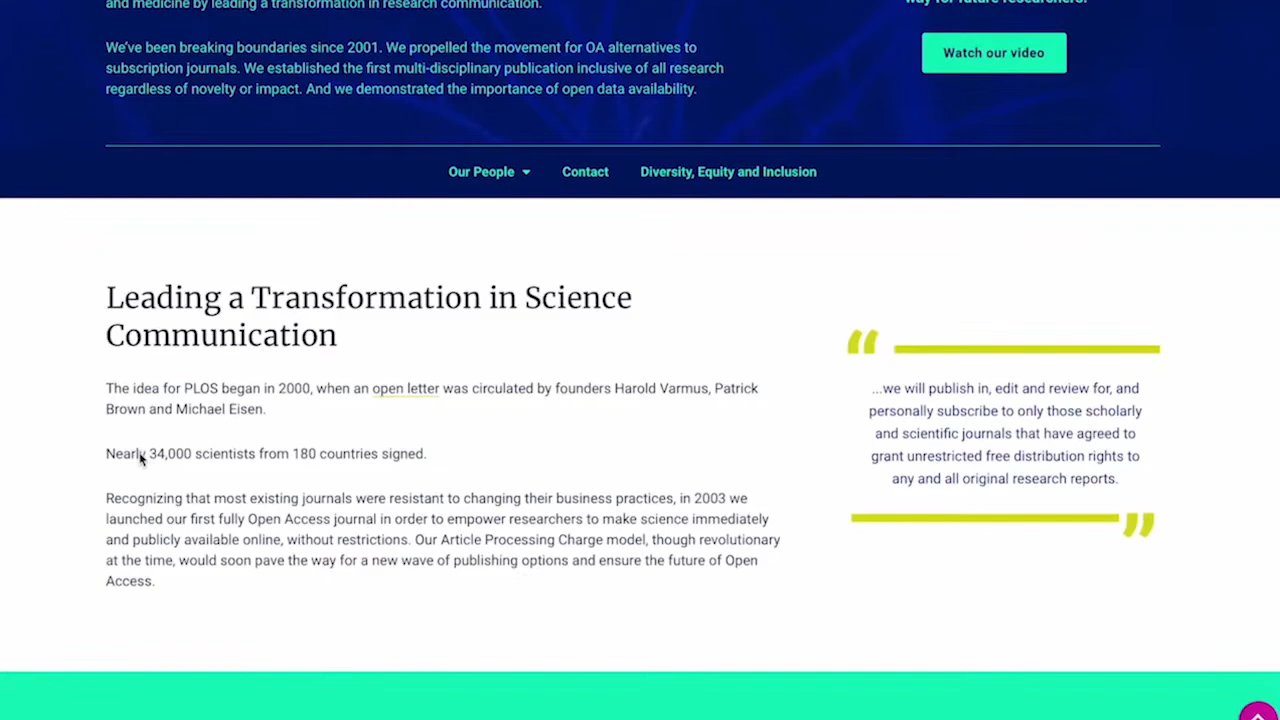 and medicine by leading a transformation in research communication.
way for future researchers.
We've been breaking boundaries since 2001. We propelled the movement for OA alternatives to
subscription journals. We established the first multi-disciplinary publication inclusive of all research
regardless of novelty or impact. And we demonstrated the importance of open data availability.
Watch our video
Our People
Contact
Diversity, Equity and Inclusion
Leading a Transformation in Science
Communication
The idea for PLOS began in 2000, when an open letter was circulated by founders Harold Varmus, Patrick
Brown and Michael Eisen.
Nearly 34,000 scientists from 180 countries signed.
Recognizing that most existing journals were resistant to changing their business practices, in 2003 we
launched our first fully Open Access journal in order to empower researchers to make science immediately
and publicly available online, without restrictions. Our Article Processing Charge model, though revolutionary
at the time, would soon pave the way for a new wave of publishing options and ensure the future of Open
Access.
“
...we will publish in, edit and review for, and
personally subscribe to only those scholarly
and scientific journals that have agreed to
grant unrestricted free distribution rights to
any and all original research reports.
”